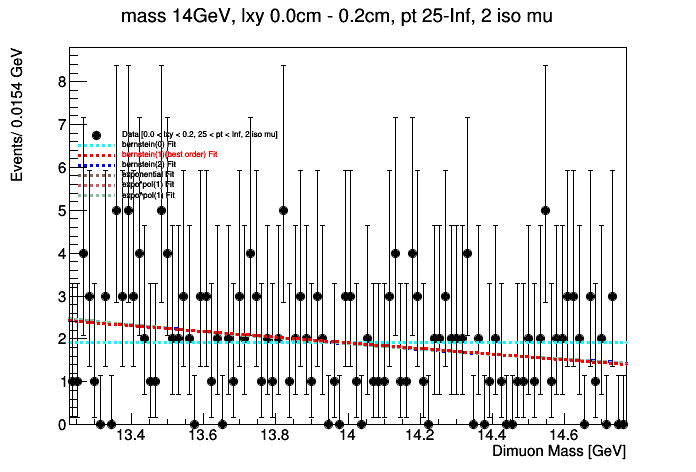 mass 14GeV, lxy 0.0cm - 0.2cm, pt 25-Inf, 2 iso mu
Events/ 0.0154 GeV
8
7
6
5
4
3
2
1
0
Data [0.0 < lxy < 0.2, 25 < pt < Inf, 2 iso mu]
bernstein(0) Fit
bernstein(1) (best order) Fit
bernstein(2) Fit
exponential Fit
expo*pol(1) Fit
expo*pol(1) Fit
13.4 13.6 13.8 14 14.2 14.4 14.6
Dimuon Mass [GeV]